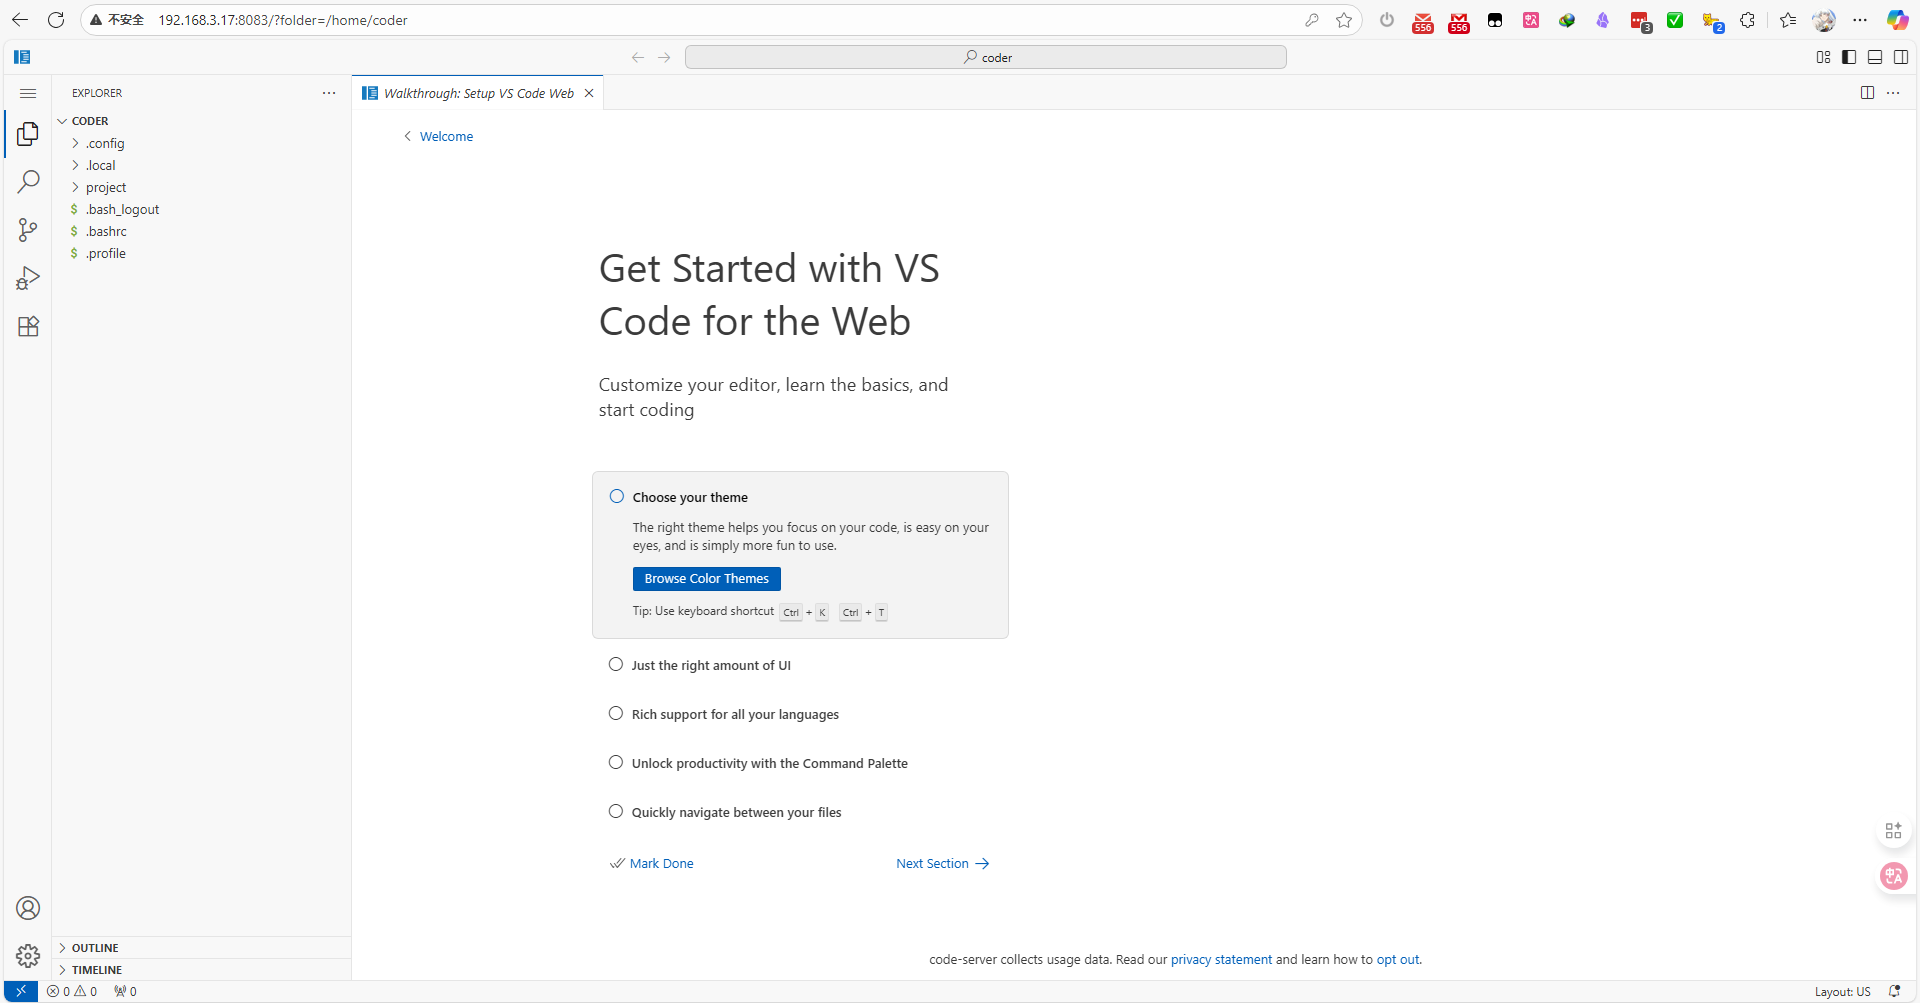 不安全 192.168.3.17:8083/?folder=/home/coder
556
556
3
2
coder
EXPLORER
Walkthrough: Setup VS Code Web
CODER
.config
.local
project
$ .bash_logout
$ .bashrc
$ .profile
Welcome
Get Started with VS
Code for the Web
Customize your editor, learn the basics, and
start coding
Choose your theme
The right theme helps you focus on your code, is easy on your
eyes, and is simply more fun to use.
Browse Color Themes
Tip: Use keyboard shortcut Ctrl + K Ctrl + T
Just the right amount of UI
Rich support for all your languages
Unlock productivity with the Command Palette
Quickly navigate between your files
Mark Done
Next Section
中A
OUTLINE
TIMELINE
code-server collects usage data. Read our privacy statement and learn how to opt out.
0 0 0
Layout: US